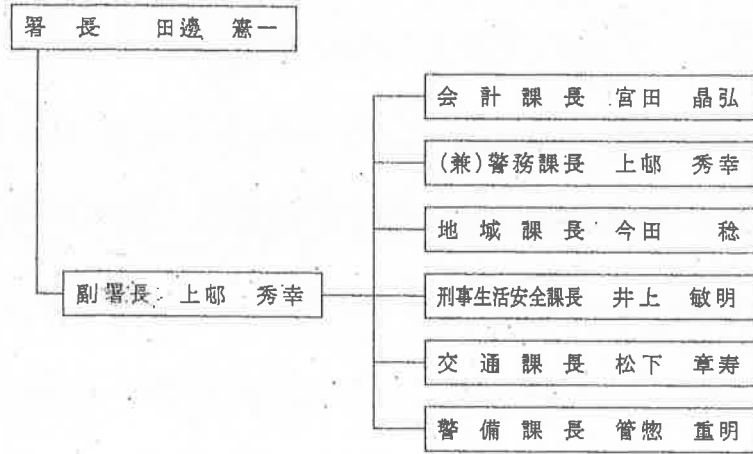 署長 田邊 憲一
会計課長 宮田 晶弘
(兼)警務課長 上邨 秀幸
地域課長 今田 稔
副署長 上邨 秀幸
刑事生活安全課長 井上 敏明
交通課長 松下 章寿
警備課長 管惣 重明